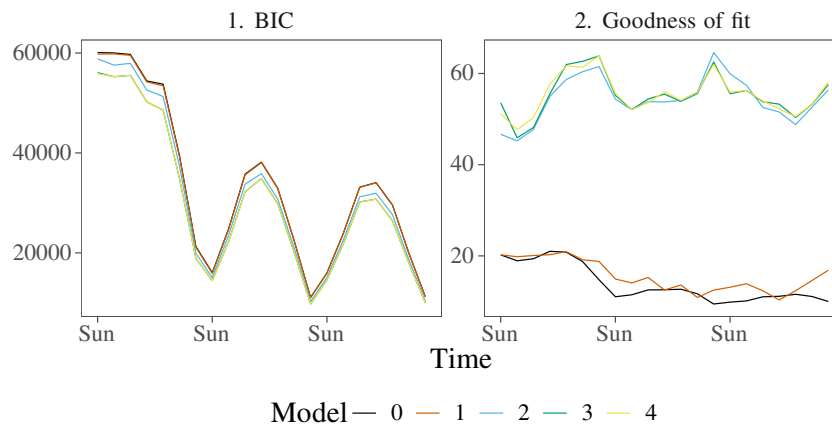 1. BIC
2. Goodness of fit
60000
40000
20000
60
40
20
Sun Sun Sun
Sun Sun Sun
Time
Model 0 1 2 3 4